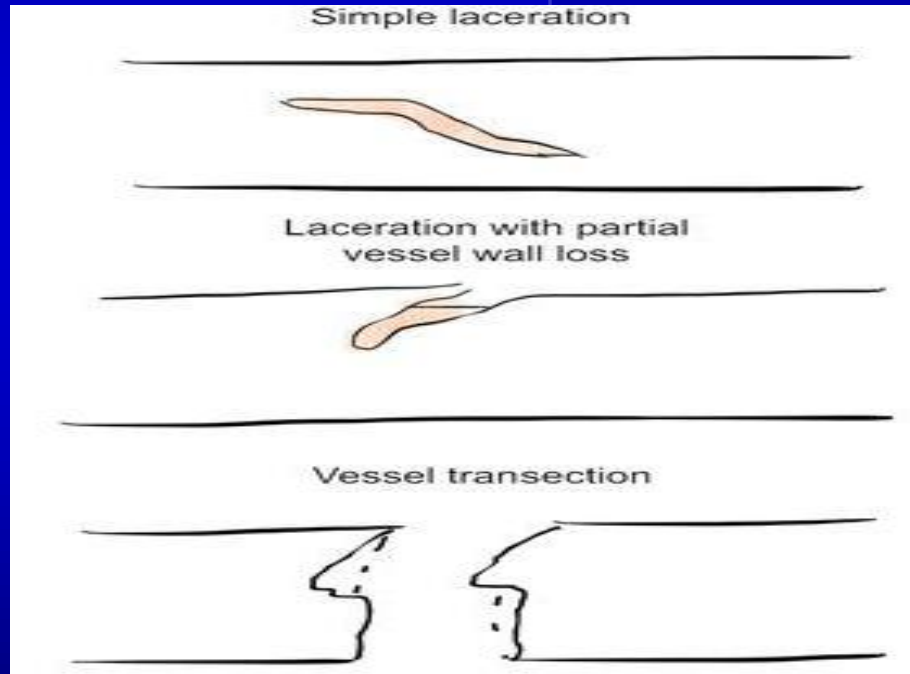 Simple laceration
Laceration with partial
vessel wall loss
Vessel transection